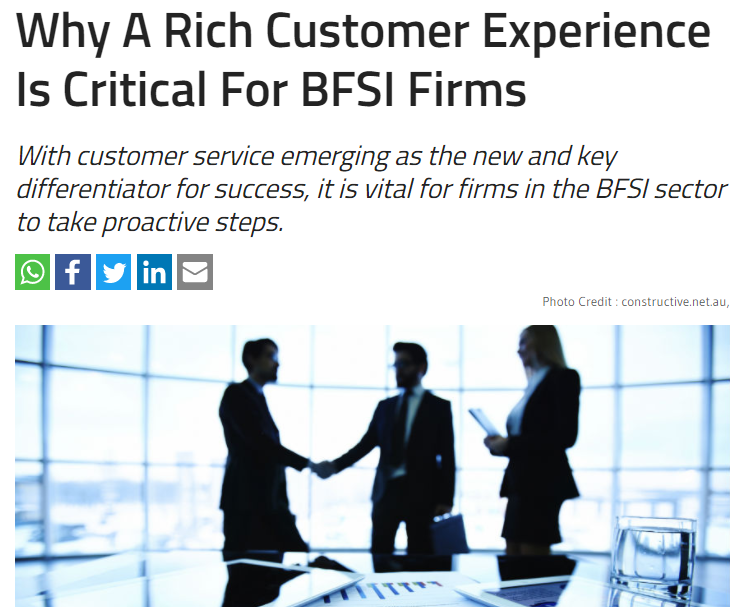 Why A Rich Customer Experience
Is Critical For BFSI Firms
With customer service emerging as the new and key
differentiator for success, it is vital for firms in the BFSI sector
to take proactive steps.
in
Photo Credit : constructive.net.au,